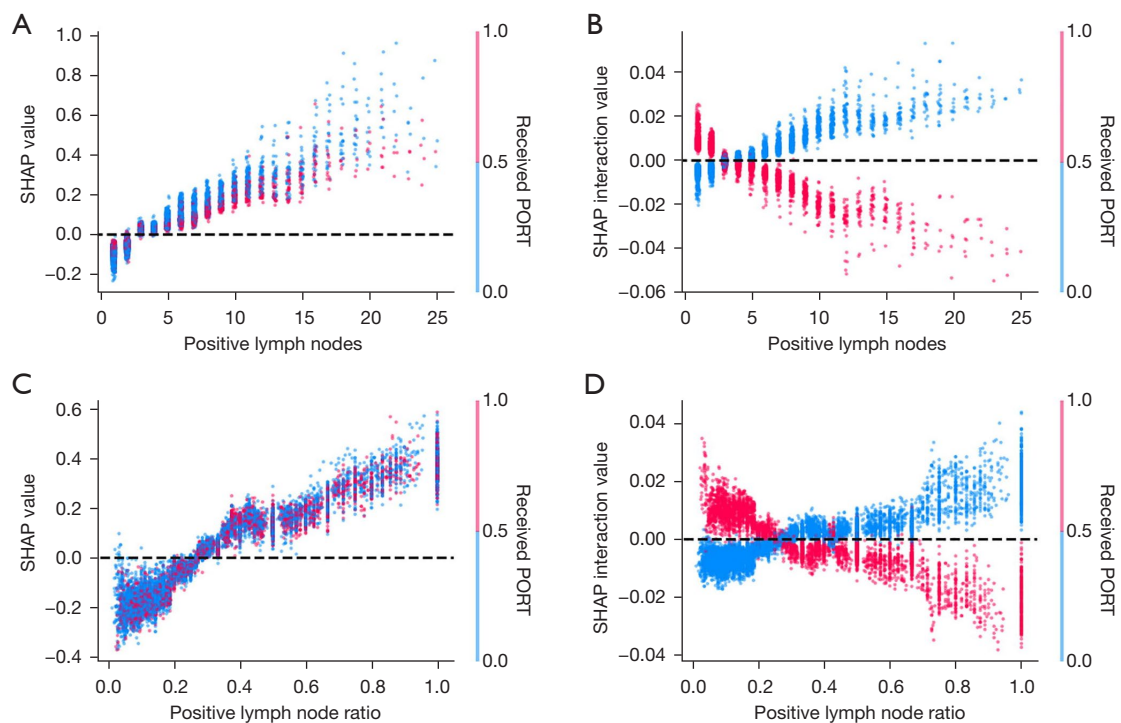 A
1.0
0.8
0.6
0.4
0.2
0.0
−0.2
SHAP value
0 5 10 15 20 25
Positive lymph nodes
1.0
0.5
0.0
Received PORT
B
0.04
0.02
0.00
−0.02
−0.04
−0.06
SHAP interaction value
0 5 10 15 20 25
Positive lymph nodes
1.0
0.5
0.0
Received PORT
C
0.6
0.4
0.2
0.0
−0.2
−0.4
SHAP value
0.0 0.2 0.4 0.6 0.8 1.0
Positive lymph node ratio
1.0
0.5
0.0
Received PORT
D
0.04
0.02
0.00
−0.02
−0.04
SHAP interaction value
0.0 0.2 0.4 0.6 0.8 1.0
Positive lymph node ratio
1.0
0.5
0.0
Received PORT